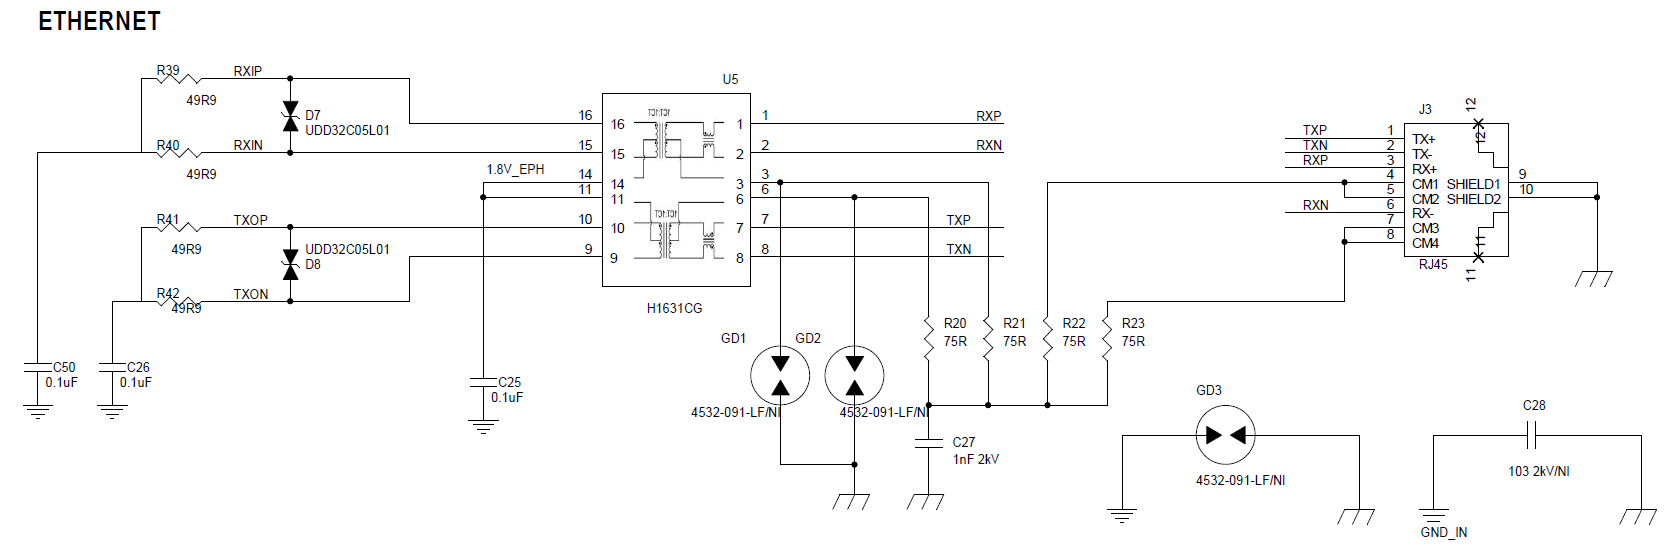 ETHERNET
R39
RXIP
49R9
D7
UDD32C05L01
R40
RXIN
49R9
R41
TXOP
49R9
UDD32C05L01
D8
R42
TXON
49R9
C50
0.1uF
C26
0.1uF
1.8V_EPH
C25
0.1uF
U5
16
15
14
11
10
9
16
15
14
11
10
9
1
2
3
6
7
8
1
2
3
6
7
8
H1631CG
RXP
RXN
TXP
TXN
GD1
4532-091-LF/NI
GD2
4532-091-LF/NI
R20
75R
R21
75R
R22
75R
R23
75R
C27
1nF 2kV
J3
12
12
TXP
TXN
RXP
RXN
1
2
3
4
5
6
7
8
TX+
TX-
RX+
CM1
CM2
RX-
CM3
CM4
SHIELD1
SHIELD2
9
10
11
11
RJ45
GD3
4532-091-LF/NI
C28
103 2kV/NI
GND_IN